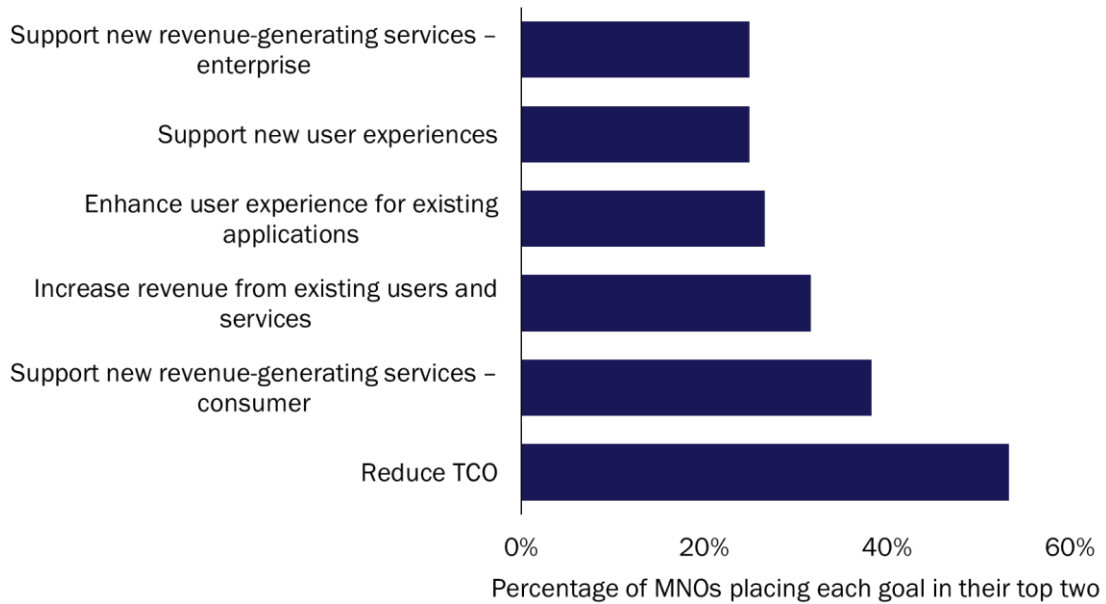 Support new revenue-generating services –
enterprise
Support new user experiences
Enhance user experience for existing
applications
Increase revenue from existing users and
services
Support new revenue-generating services –
consumer
Reduce TCO
0% 20% 40% 60%
Percentage of MNOs placing each goal in their top two